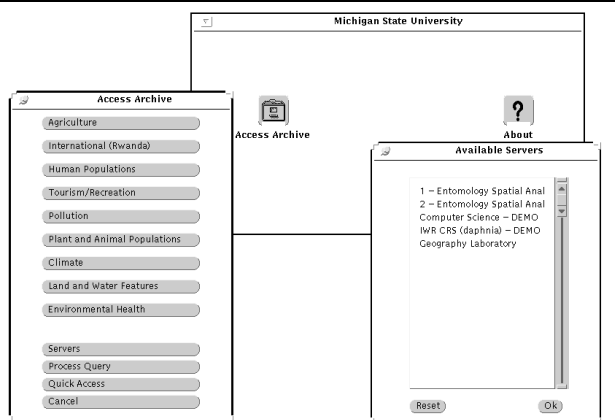 Michigan State University
Access Archive
About
Access Archive
Agriculture
International (Rwanda)
Human Populations
Tourism/Recreation
Pollution
Plant and Animal Populations
Climate
Land and Water Features
Environmental Health
Servers
Process Query
Quick Access
Cancel
Available Servers
1 – Entomology Spatial Anal
2 – Entomology Spatial Anal
Computer Science – DEMO
IWR CRS (daphnia) – DEMO
Geography Laboratory
Reset
Ok